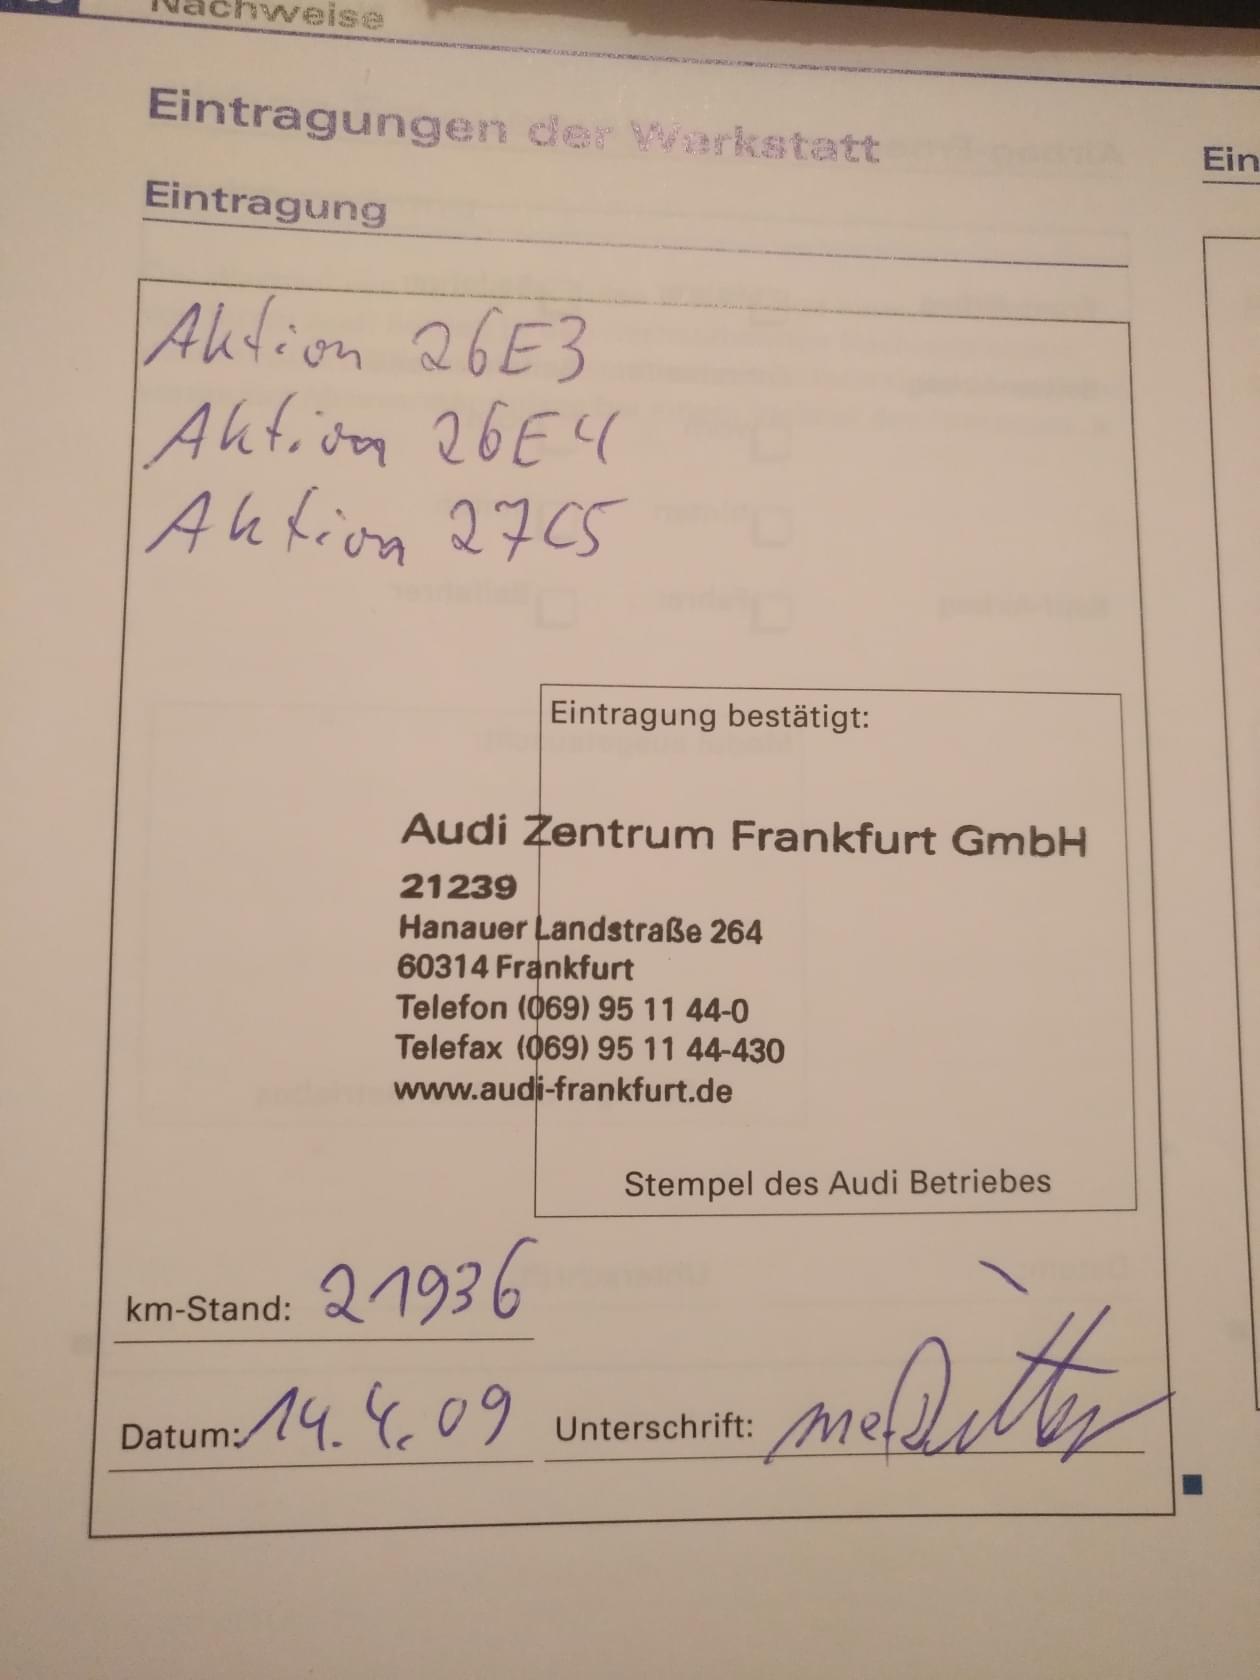 Nachweise
Eintragungen der Werkstatt
Eintragung
Ein
Aktion 26E3
Aktion 26E4
Aktion 27C5
Eintragung bestätigt:
Audi Zentrum Frankfurt GmbH
21239
Hanauer Landstraße 264
60314 Frankfurt
Telefon (069) 95 11 44-0
Telefax (069) 95 11 44-430
www.audi-frankfurt.de
Stempel des Audi Betriebes
km-Stand: 21936
Datum: 14.4.09 Unterschrift: